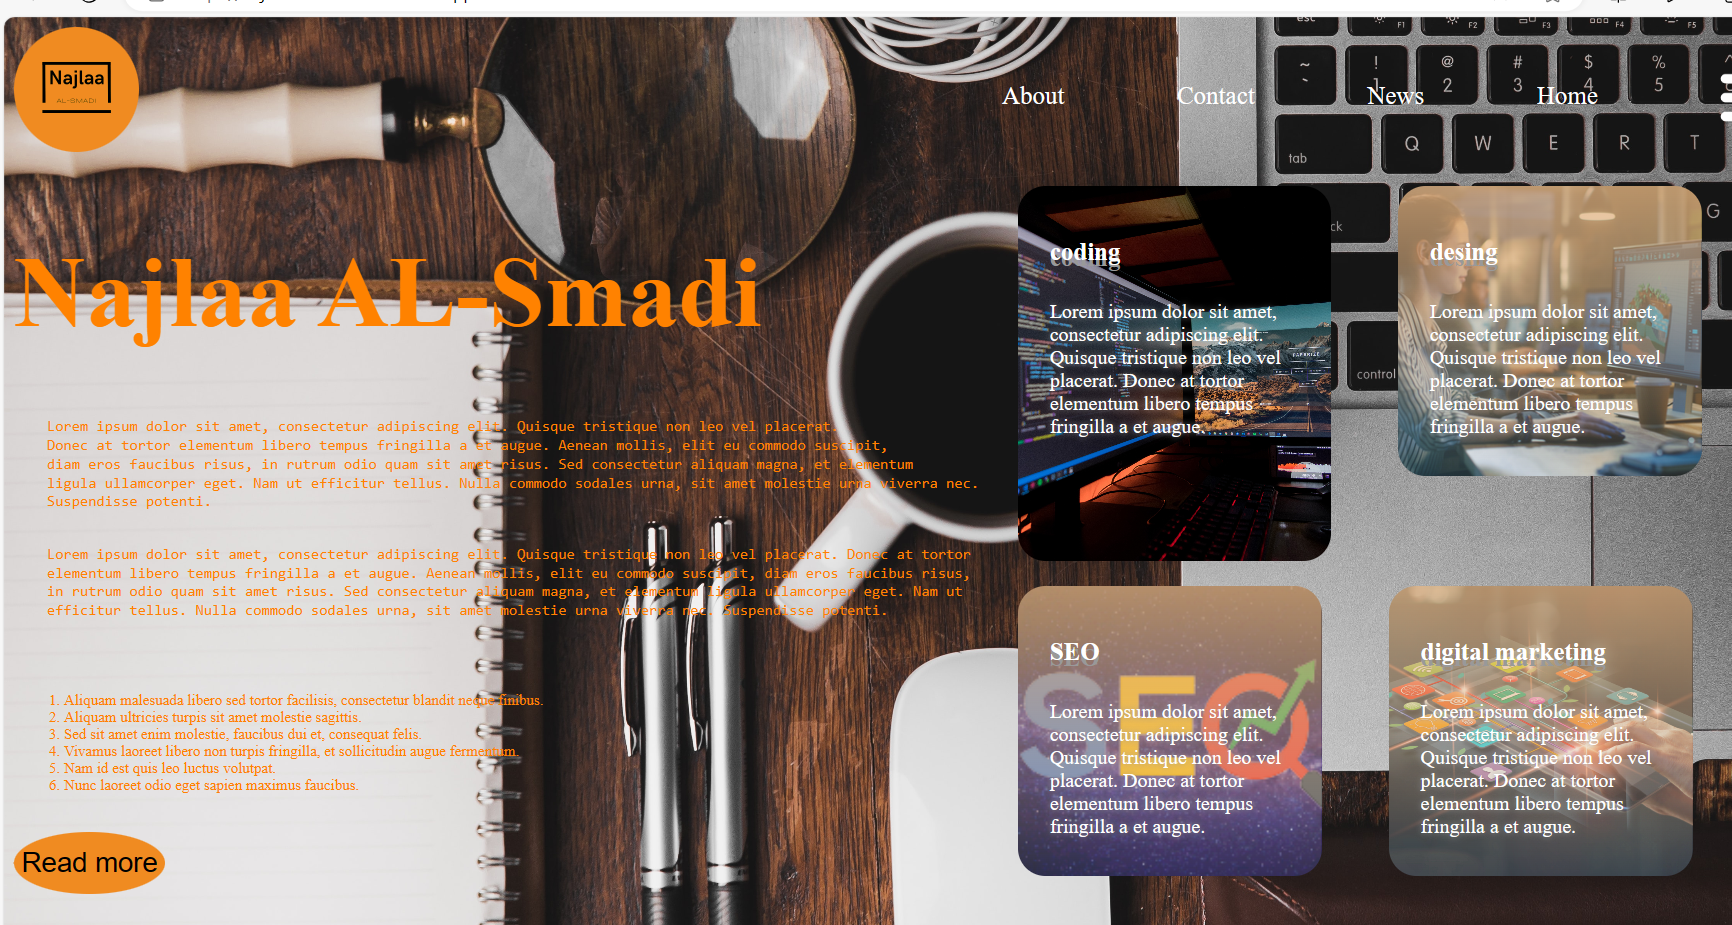 Najlaa
AL-SMADI
About
Contact
News
Home
esc
F1
F2
F3
F4
F5
~
`
!
1
@
2
#
3
$
4
%
5
tab
Q
W
E
R
T
G
ck
control
Najlaa AL-Smadi
Lorem ipsum dolor sit amet, consectetur adipiscing elit. Quisque tristique non leo vel placerat.
Donec at tortor elementum libero tempus fringilla a et augue. Aenean mollis, elit eu commodo suscipit,
diam eros faucibus risus, in rutrum odio quam sit amet risus. Sed consectetur aliquam magna, et elementum
ligula ullamcorper eget. Nam ut efficitur tellus. Nulla commodo sodales urna, sit amet molestie urna viverra nec.
Suspendisse potenti.
Lorem ipsum dolor sit amet, consectetur adipiscing elit. Quisque tristique non leo vel placerat. Donec at tortor
elementum libero tempus fringilla a et augue. Aenean mollis, elit eu commodo suscipit, diam eros faucibus risus,
in rutrum odio quam sit amet risus. Sed consectetur aliquam magna, et elementum ligula ullamcorper eget. Nam ut
efficitur tellus. Nulla commodo sodales urna, sit amet molestie urna viverra nec. Suspendisse potenti.
1. Aliquam malesuada libero sed tortor facilisis, consectetur blandit neque finibus.
2. Aliquam ultricies turpis sit amet molestie sagittis.
3. Sed sit amet enim molestie, faucibus dui et, consequat felis.
4. Vivamus laoreet libero non turpis fringilla, et sollicitudin augue fermentum.
5. Nam id est quis leo luctus volutpat.
6. Nunc laoreet odio eget sapien maximus faucibus.
Read more
coding
Lorem ipsum dolor sit amet,
consectetur adipiscing elit.
Quisque tristique non leo vel
placerat. Donec at tortor
elementum libero tempus
fringilla a et augue.
desing
Lorem ipsum dolor sit amet,
consectetur adipiscing elit.
Quisque tristique non leo vel
placerat. Donec at tortor
elementum libero tempus
fringilla a et augue.
SEO
SEO
Lorem ipsum dolor sit amet,
consectetur adipiscing elit.
Quisque tristique non leo vel
placerat. Donec at tortor
elementum libero tempus
fringilla a et augue.
digital marketing
Lorem ipsum dolor sit amet,
consectetur adipiscing elit.
Quisque tristique non leo vel
placerat. Donec at tortor
elementum libero tempus
fringilla a et augue.